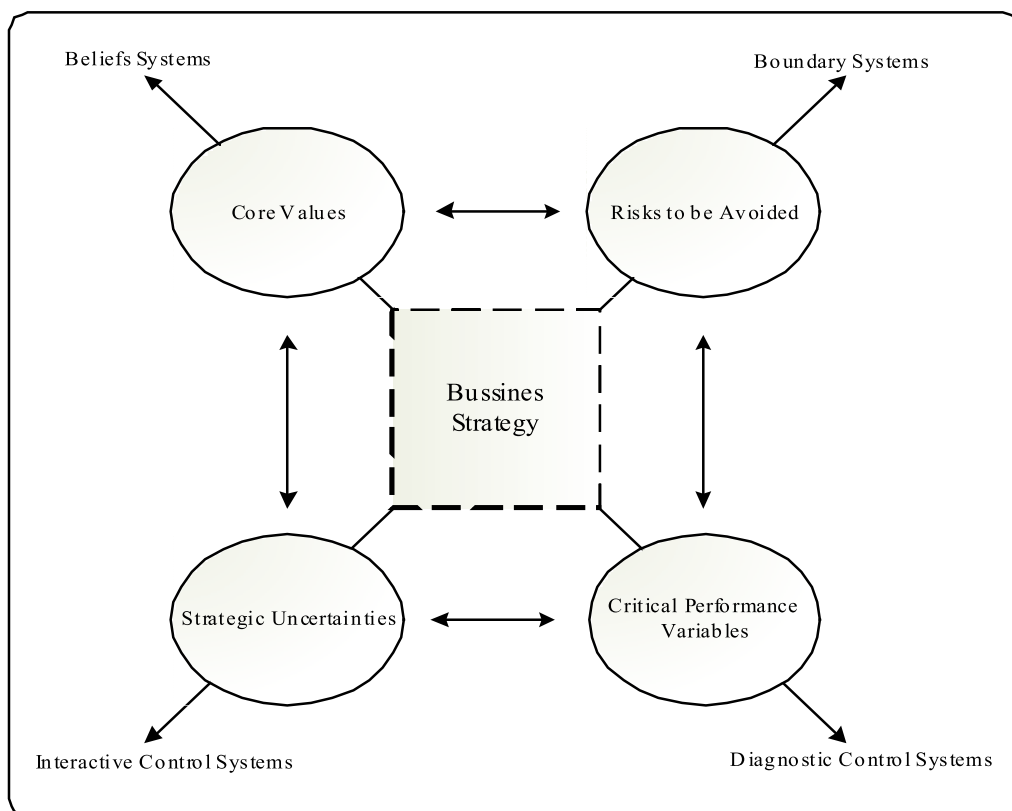 Beliefs Systems
Boundary Systems
Core Values
Risks to be Avoided
Bussines
Strategy
Strategic Uncertainties
Critical Performance
Variables
Interactive Control Systems
Diagnostic Control Systems